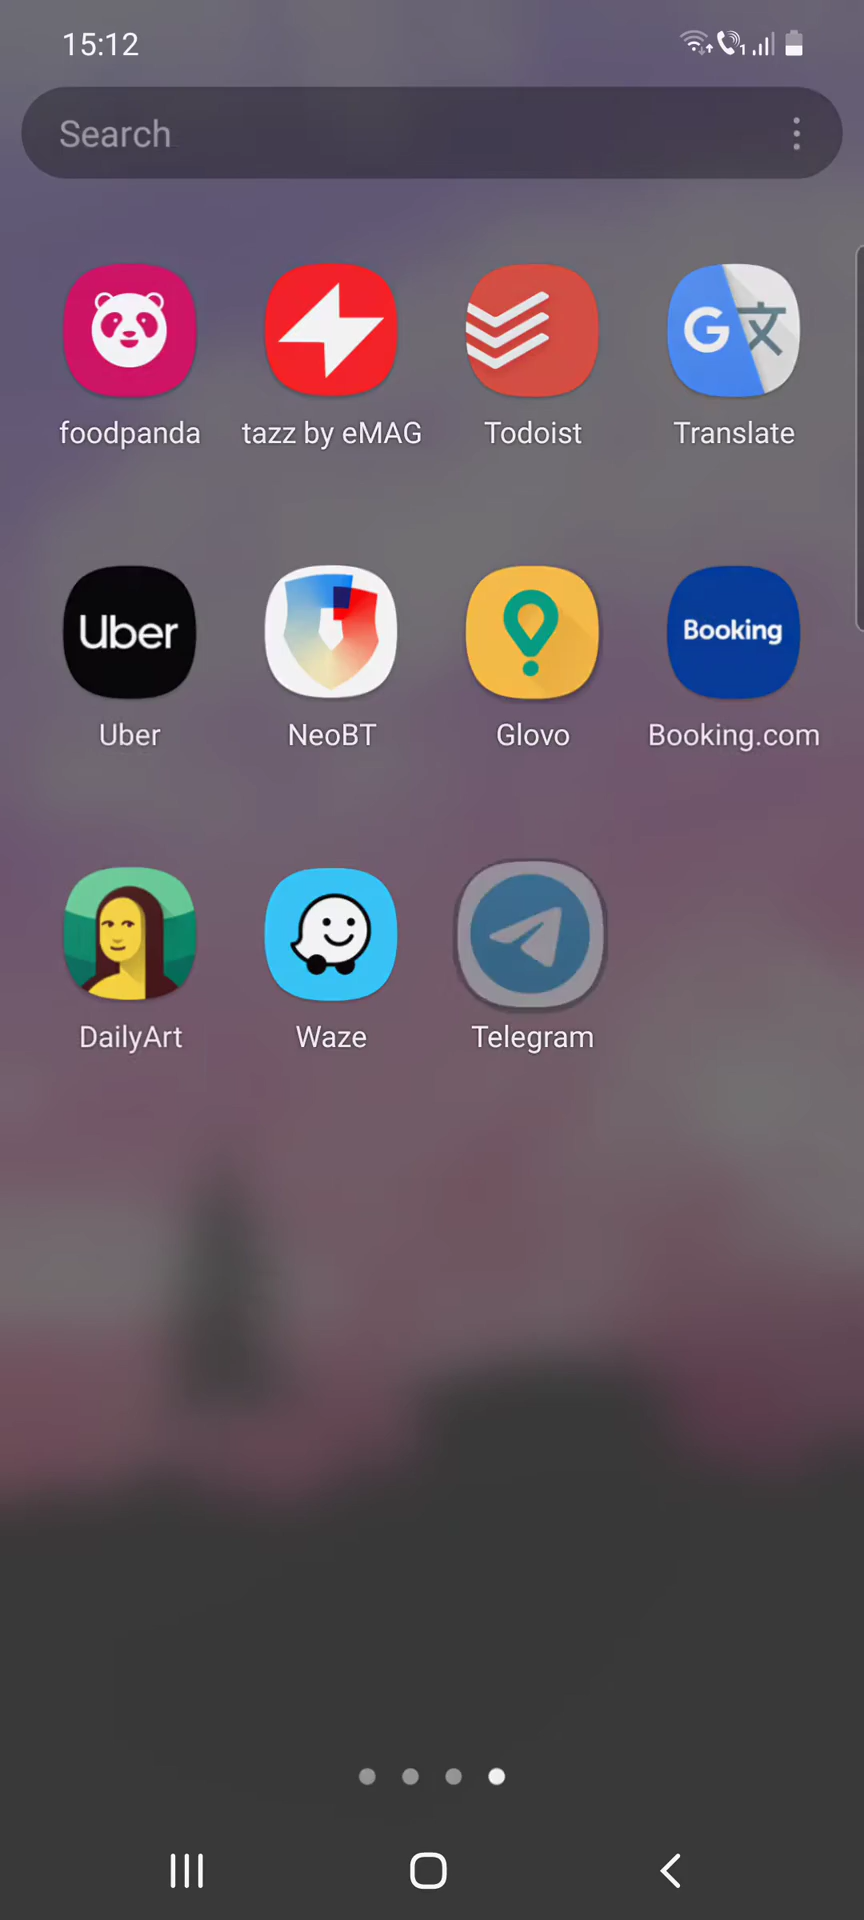 15:12
Search
foodpanda
tazz by eMAG
Todoist
G 文
Translate
Uber
Uber
NeoBT
Glovo
Booking
Booking.com
DailyArt
Waze
Telegram